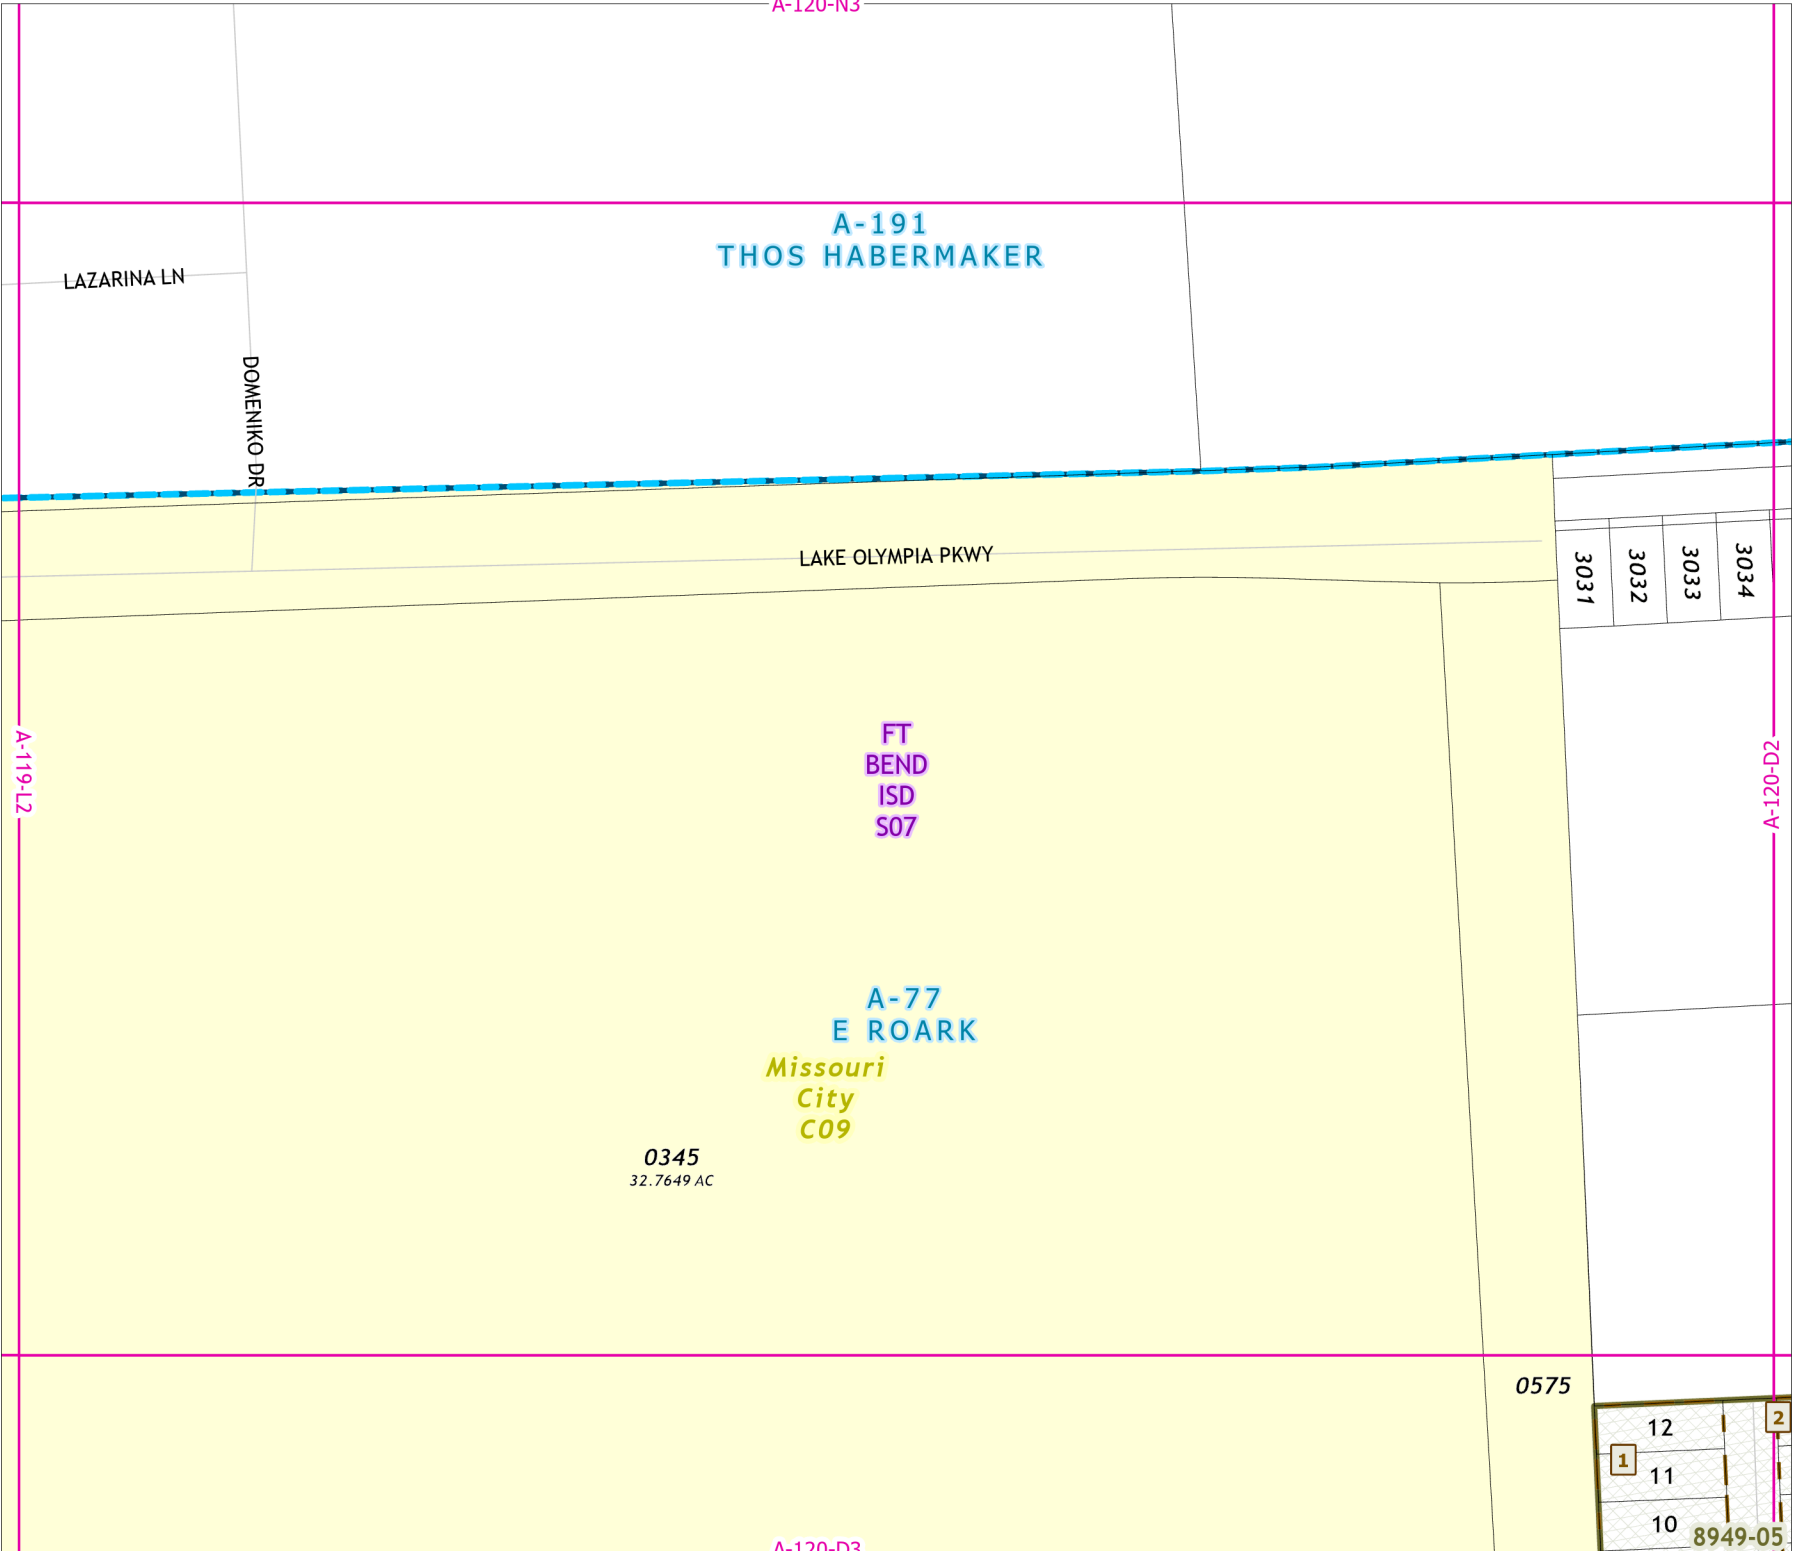 A-120-N3
A-191
THOS HABERMAKER
LAZARINA LN
DOMENIKO DR
LAKE OLYMPIA PKWY
3031
3032
3033
3034
FT
BEND
ISD
S07
A-119-L2
A-120-D2
A-77
E ROARK
Missouri
City
C09
0345
32.7649 AC
0575
12
2
1
11
10
8949-05
A-120-D3